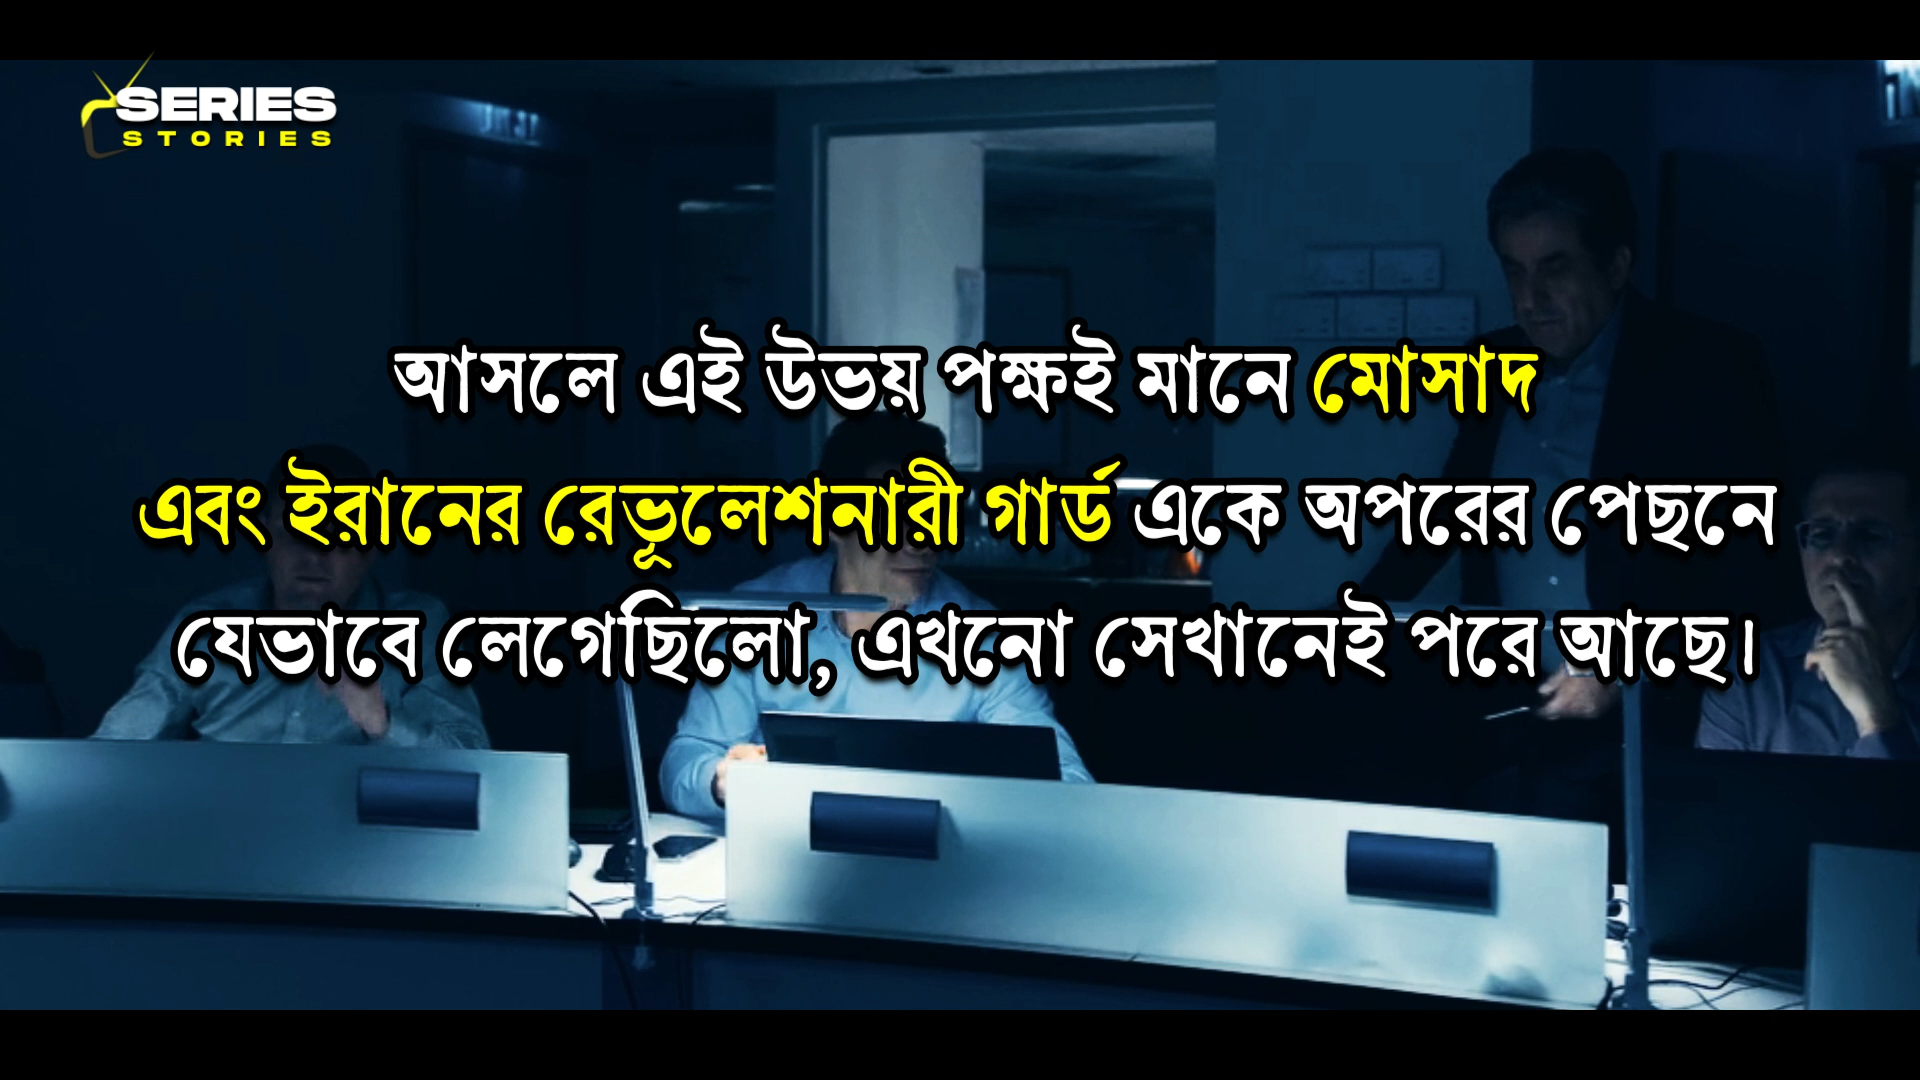 SERIES
STORIES
আসলে এই উভয় পক্ষই মানে মোসাদ
এবং ইরানের রেভূলেশনারী গার্ড একে অপরের পেছনে
যেভাবে লেগেছিলো, এখনো সেখানেই পরে আছে।